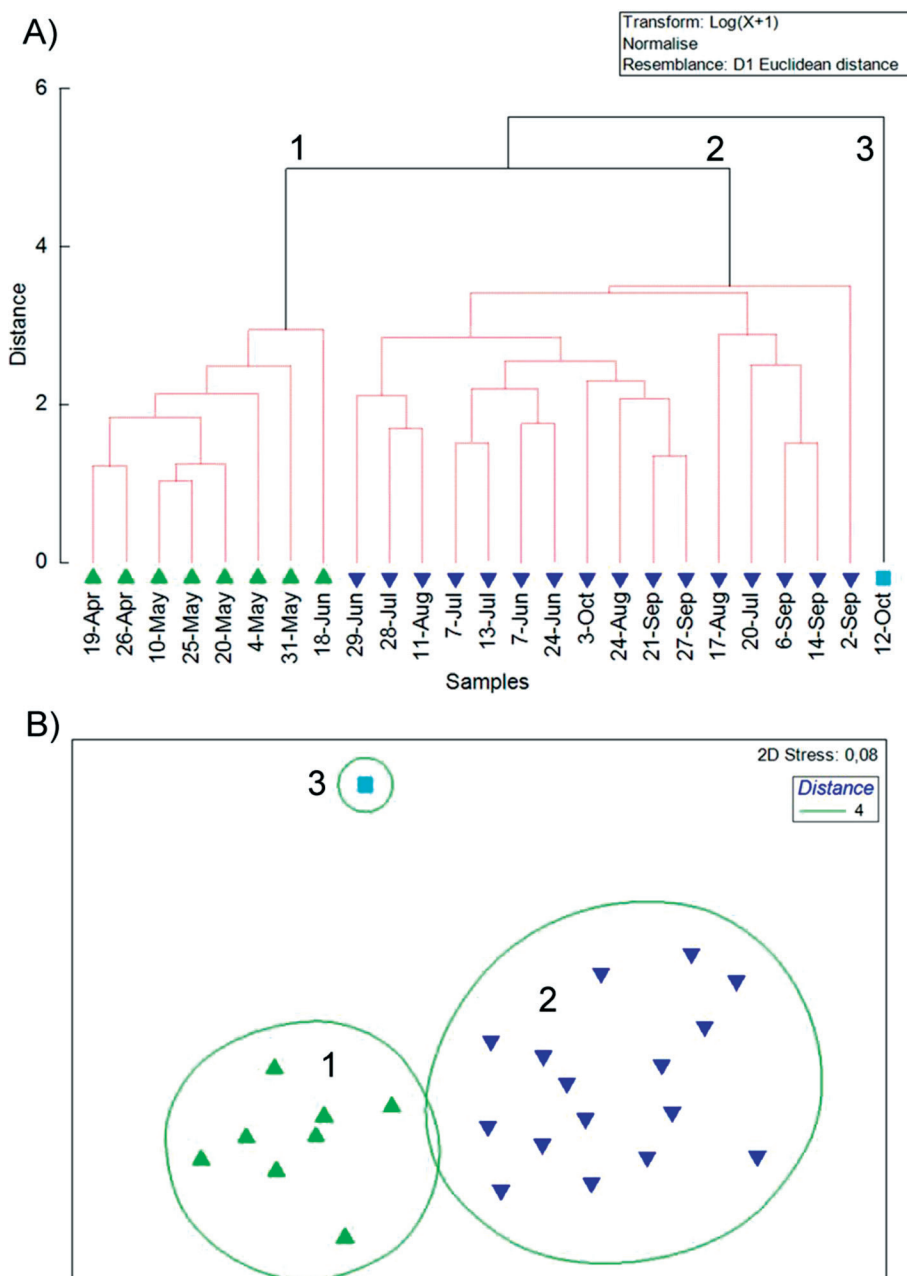 A)
Transform: Log(X+1)
Normalise
Resemblance: D1 Euclidean distance
6
4
2
0
Distance
1
2
3
19-Apr
26-Apr
10-May
25-May
20-May
4-May
31-May
18-Jun
29-Jun
28-Jul
11-Aug
7-Jul
13-Jul
7-Jun
24-Jun
3-Oct
24-Aug
21-Sep
27-Sep
17-Aug
20-Jul
6-Sep
14-Sep
2-Sep
12-Oct
Samples
B)
2D Stress: 0,08
Distance
4
3
2
1